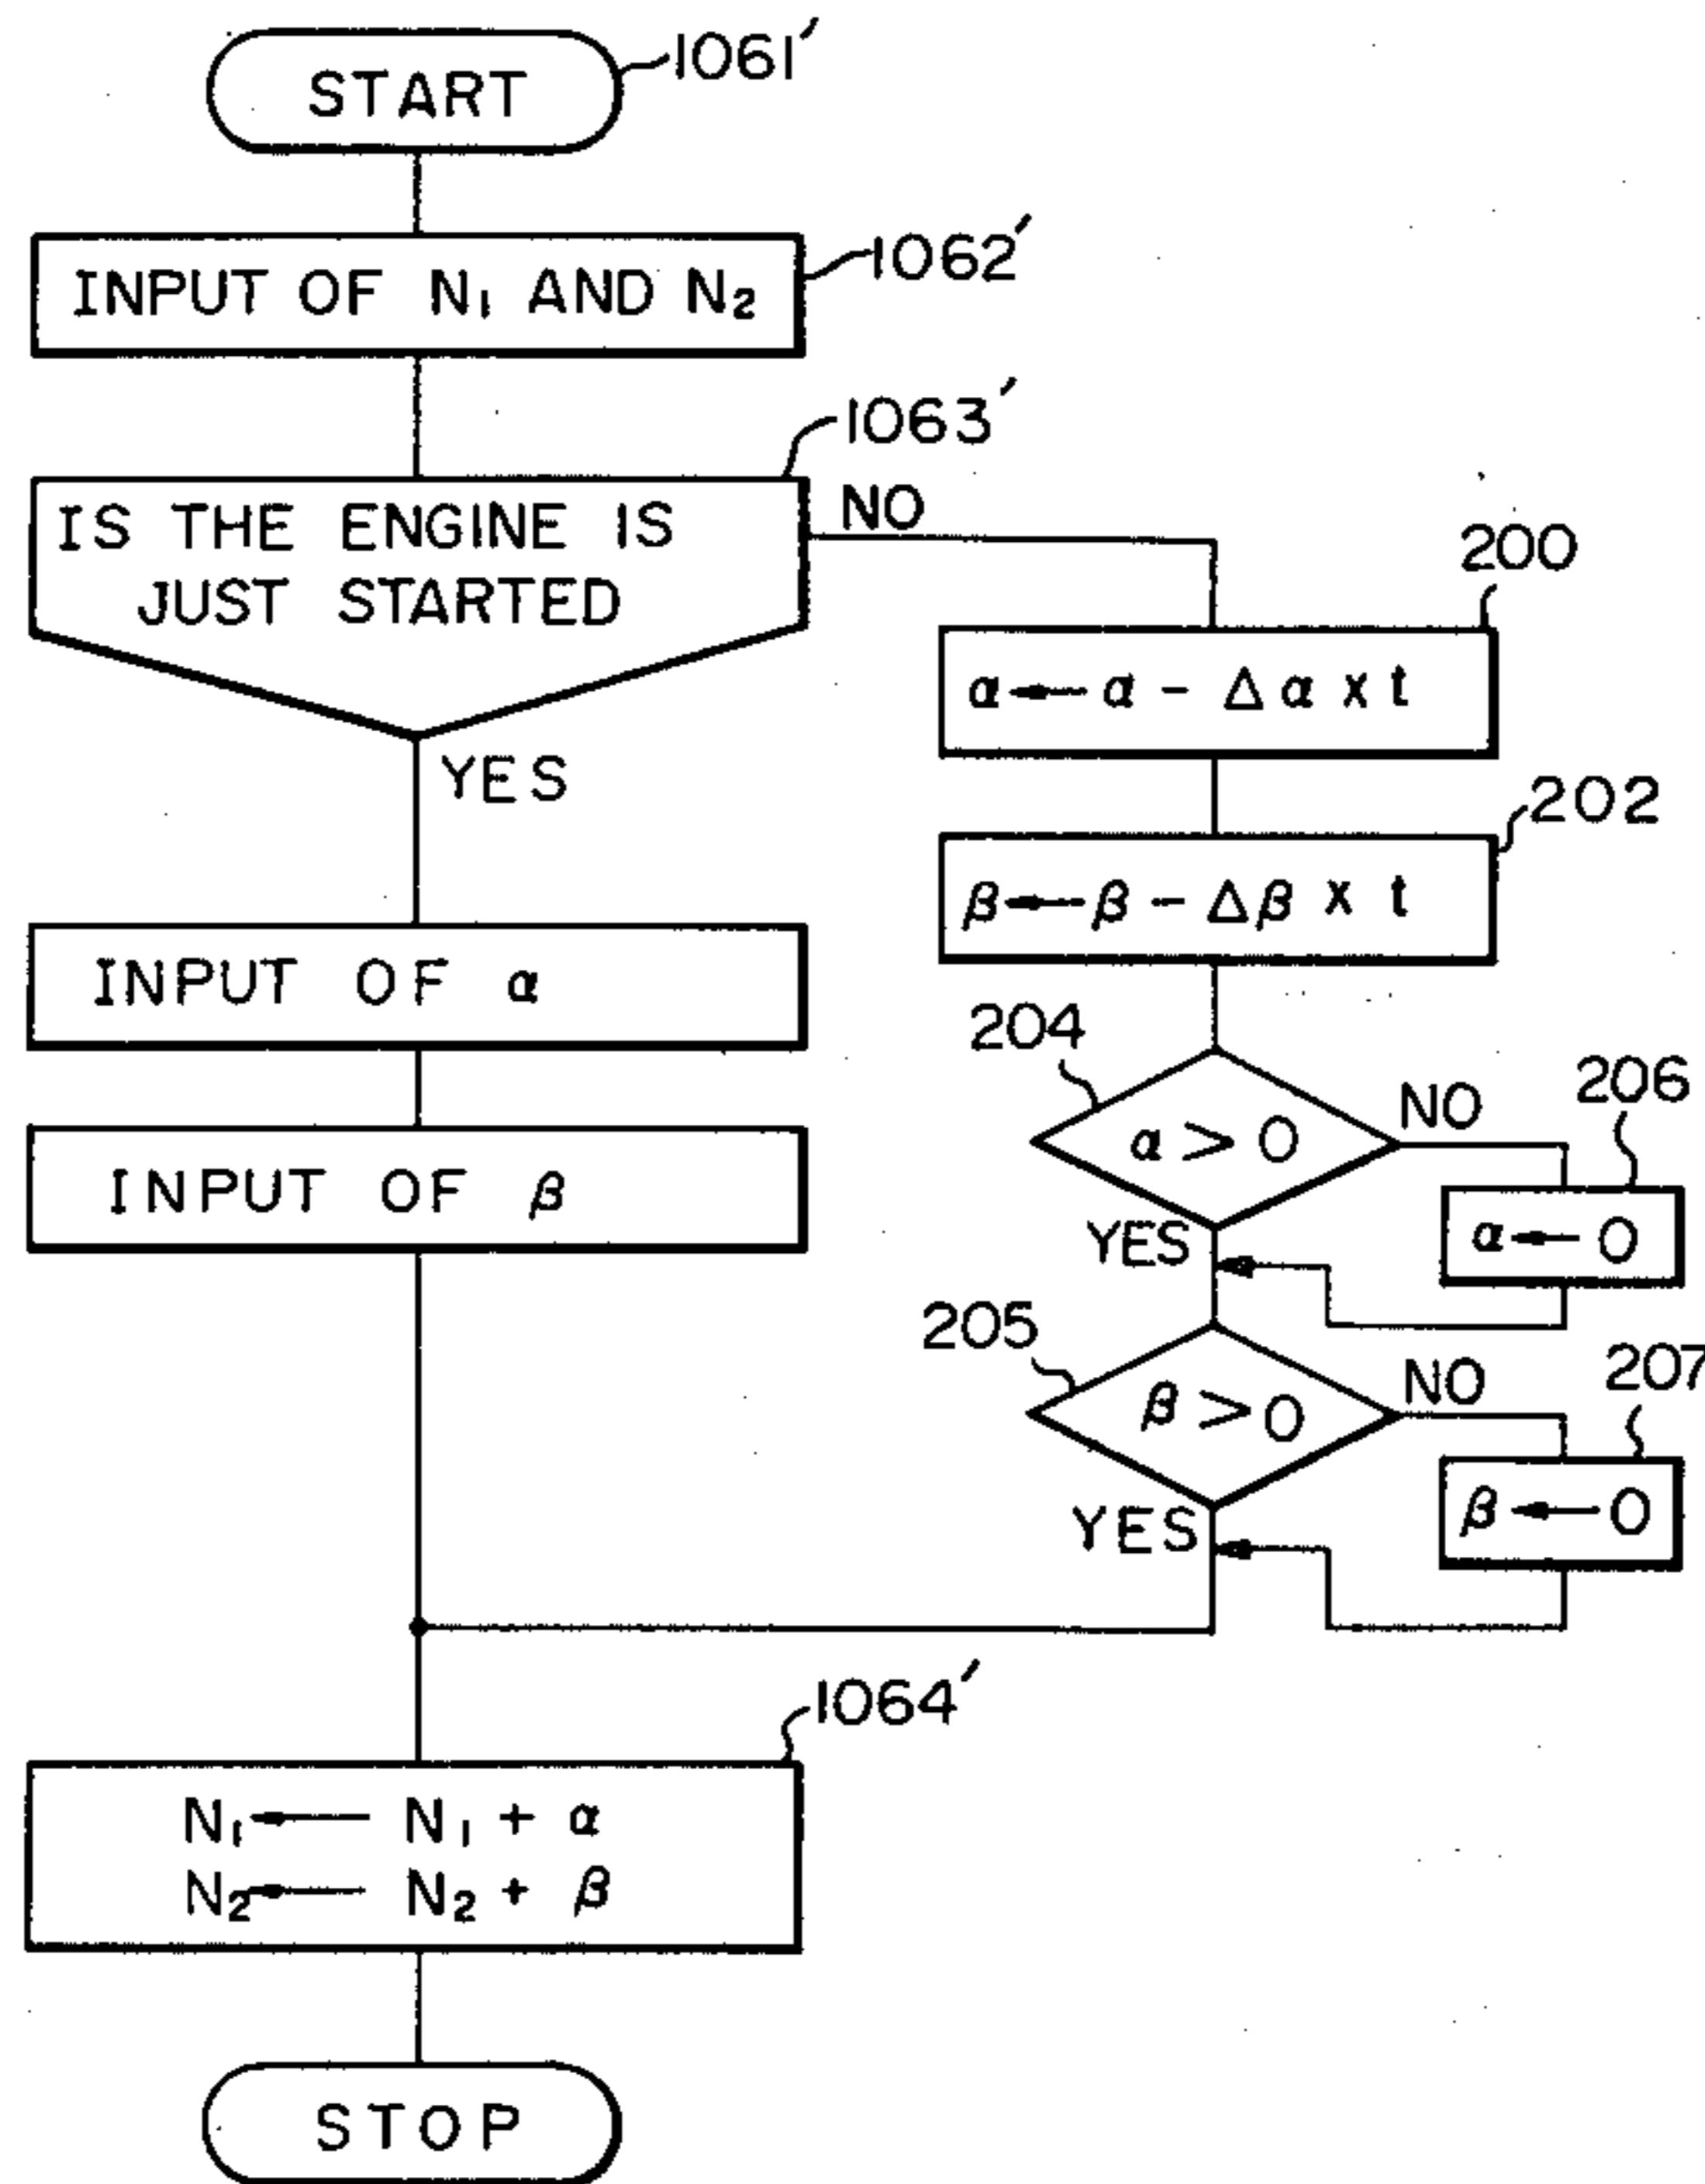 START
1061'
INPUT OF N₁ AND N₂
1062'
1063'
IS THE ENGINE IS
JUST STARTED
NO
YES
200
α ← α - Δα x t
202
β ← β - Δβ x t
INPUT OF α
INPUT OF β
204
α > 0
NO
YES
206
α ← 0
205
β > 0
NO
YES
207
β ← 0
1064'
N₁ ← N₁ + α
N₂ ← N₂ + β
STOP